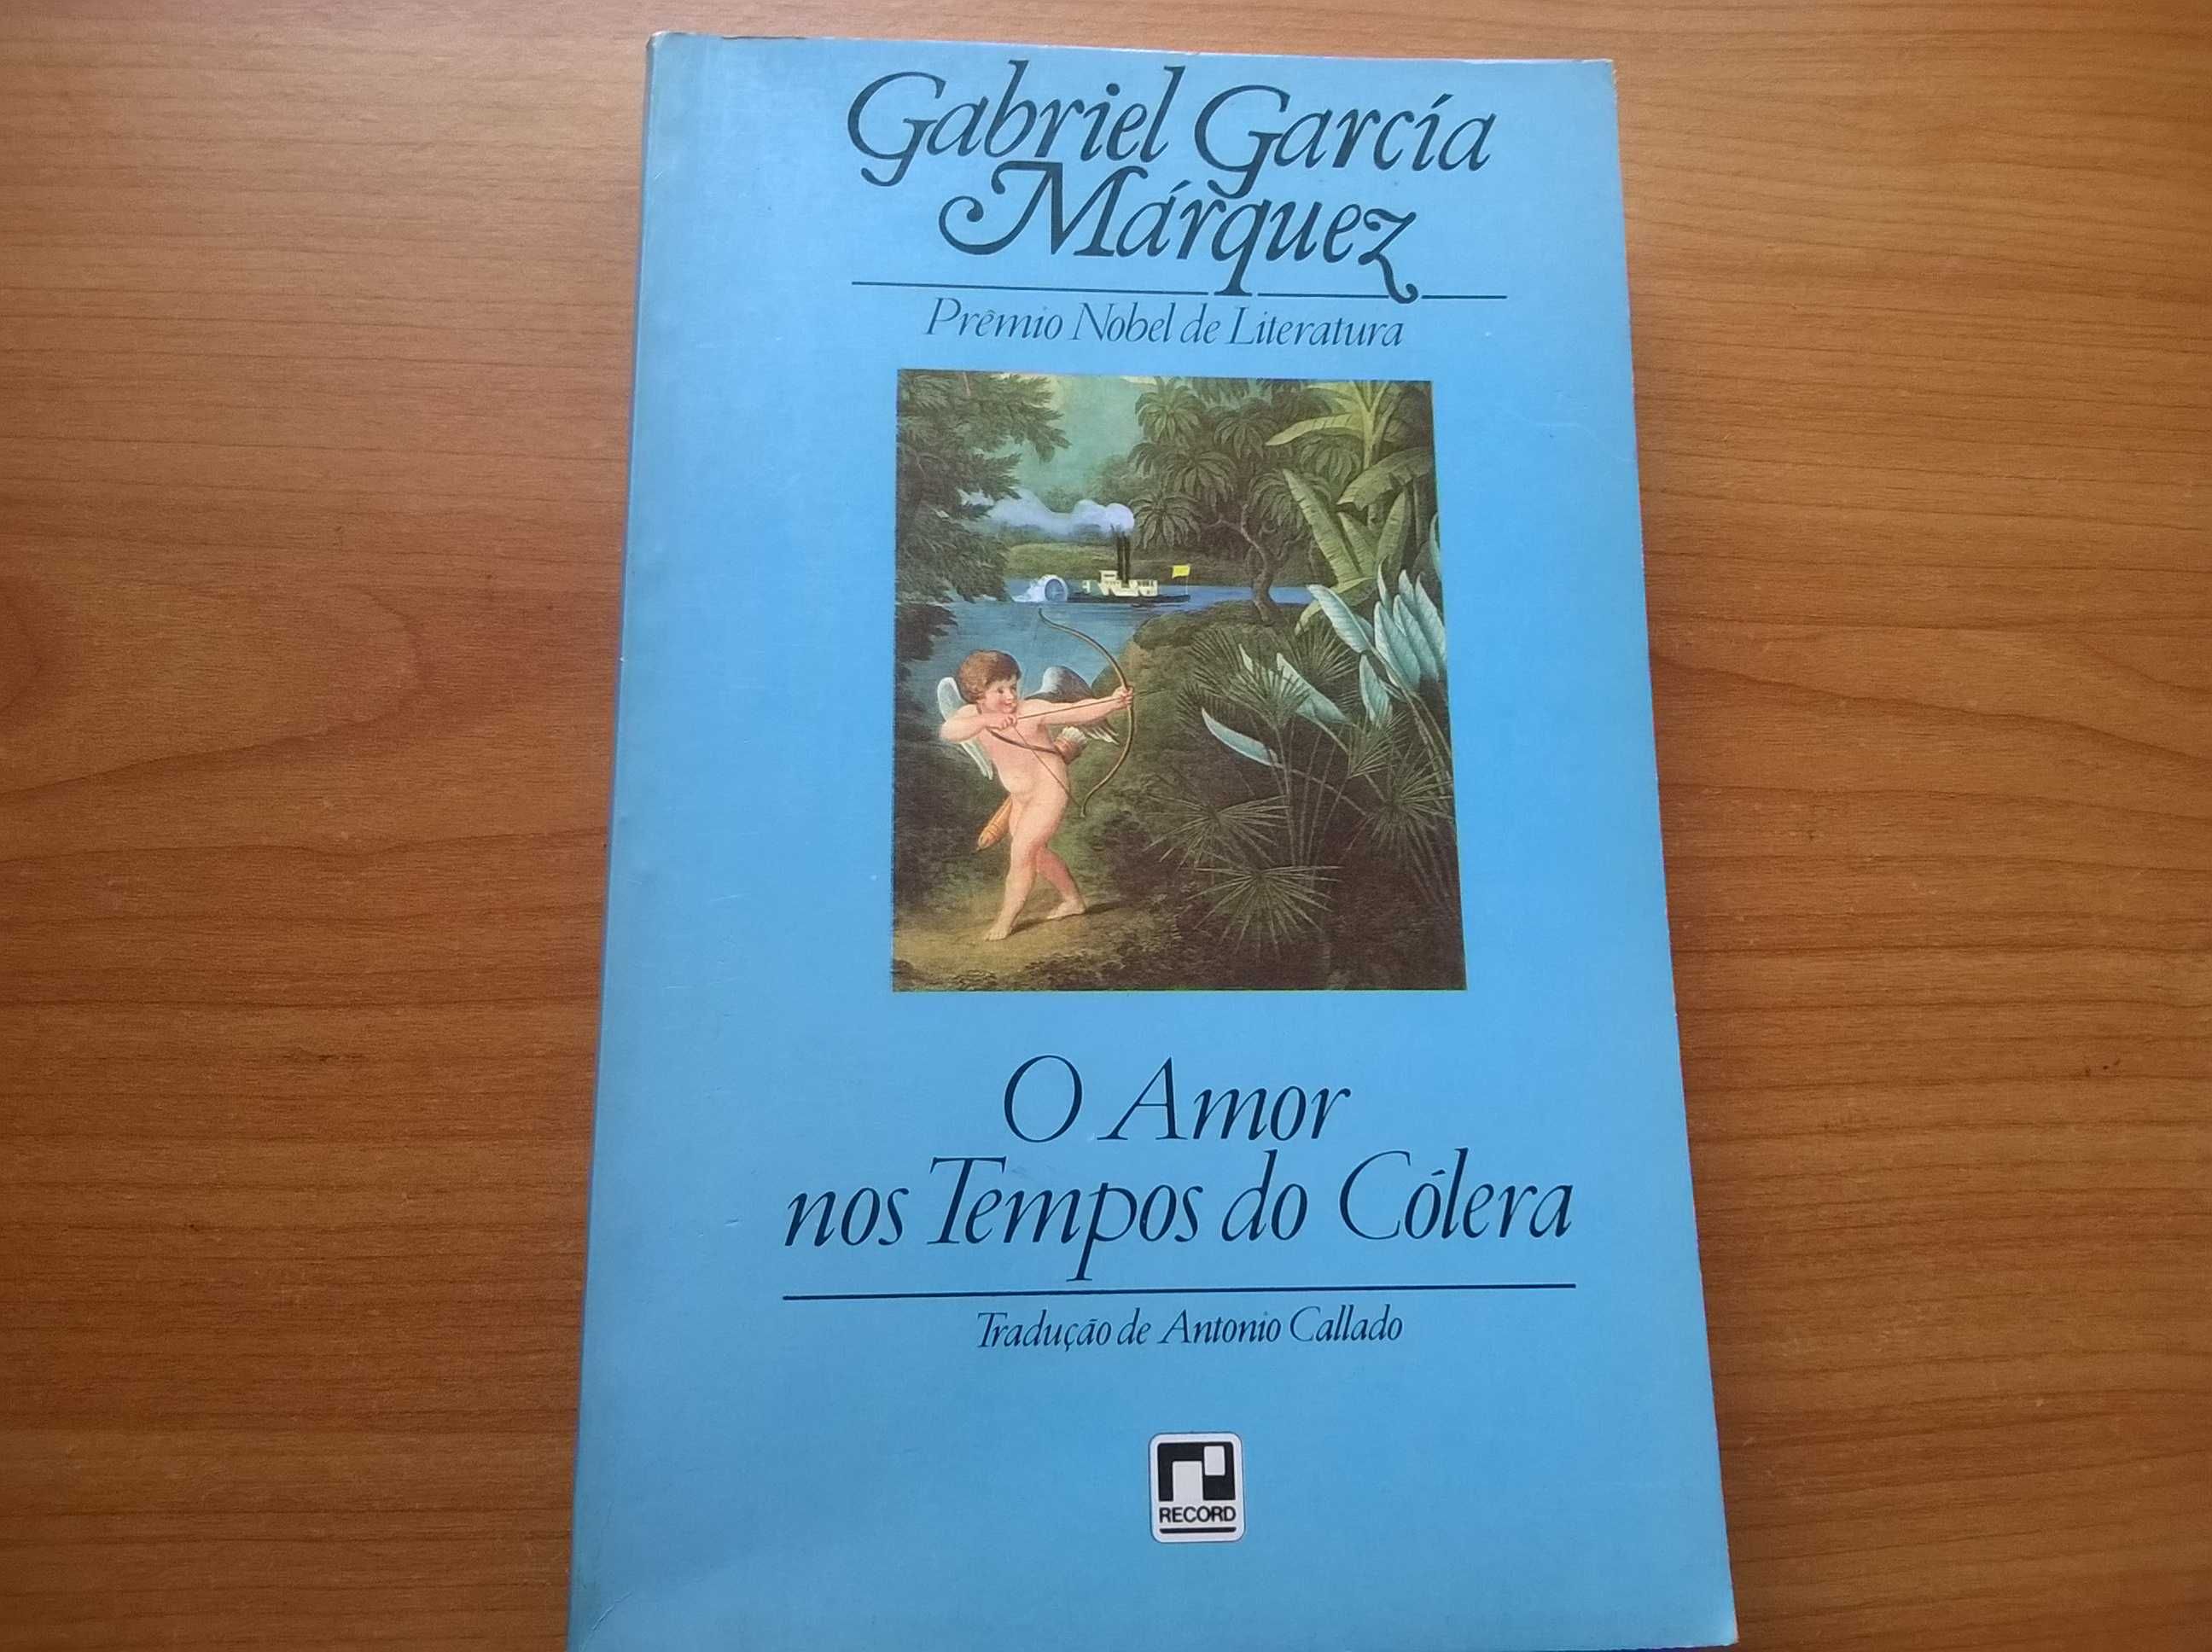 Gabriel García
Márquez
Prêmio Nobel de Literatura
O Amor
nos Tempos do Cólera
Tradução de Antonio Callado
RECORD